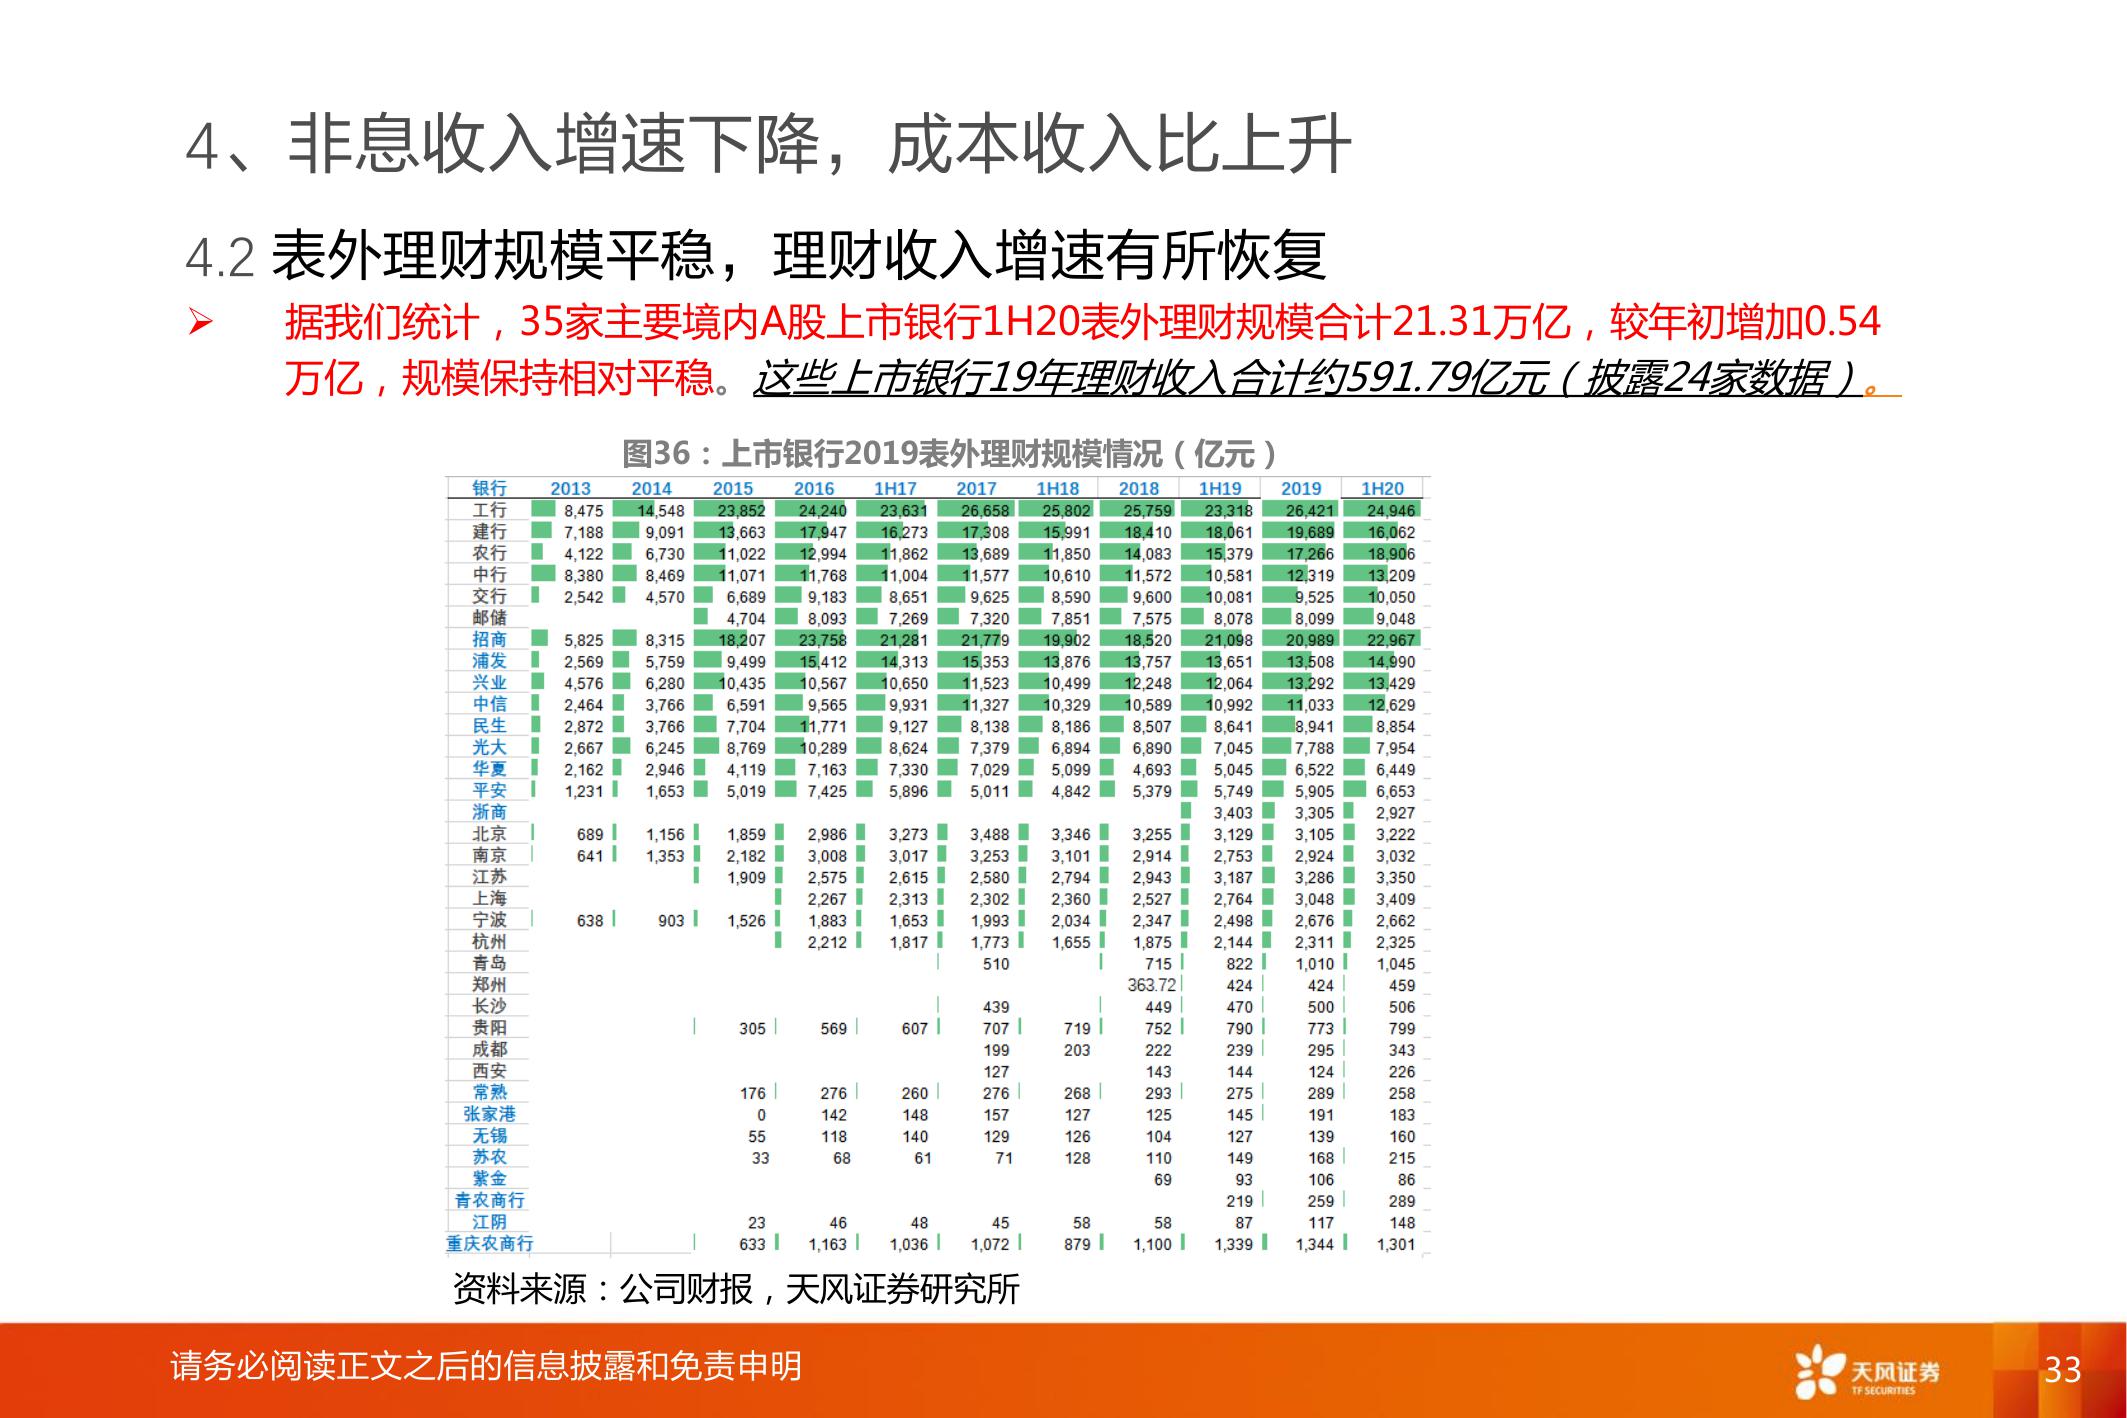 4、非息收入增速下降，成本收入比上升
4.2 表外理财规模平稳，理财收入增速有所恢复
➢ 据我们统计，35家主要境内A股上市银行1H20表外理财规模合计21.31万亿，较年初增加0.54
万亿，规模保持相对平稳。这些上市银行19年理财收入合计约591.79亿元（披露24家数据）。
图36：上市银行2019表外理财规模情况（亿元）
银行 2013 2014 2015 2016 1H17 2017 1H18 2018 1H19 2019 1H20
工行 8,475 14,548 23,852 24,240 23,631 26,658 25,802 25,759 23,318 26,421 24,946
建行 7,188 9,091 13,663 17,947 16,273 17,308 15,991 18,410 18,061 19,689 16,062
农行 4,122 6,730 11,022 12,994 11,862 13,689 11,850 14,083 15,379 17,266 18,906
中行 8,380 8,469 11,071 11,768 11,004 11,577 10,610 11,572 10,581 12,319 13,209
交行 2,542 4,570 6,689 9,183 8,651 9,625 8,590 9,600 10,081 9,525 10,050
邮储 4,704 8,093 7,269 7,320 7,851 7,575 8,078 8,099 9,048
招商 5,825 8,315 18,207 23,758 21,281 21,779 19,902 18,520 21,098 20,989 22,967
浦发 2,569 5,759 9,499 15,412 14,313 15,353 13,876 13,757 13,651 13,508 14,990
兴业 4,576 6,280 10,435 10,567 10,650 11,523 10,499 12,248 12,064 13,292 13,429
中信 2,464 3,766 6,591 9,565 9,931 11,327 10,329 10,589 10,992 11,033 12,629
民生 2,872 3,766 7,704 11,771 9,127 8,138 8,186 8,507 8,641 8,941 8,854
光大 2,667 6,245 8,769 10,289 8,624 7,379 6,894 6,890 7,045 7,788 7,954
华夏 2,162 2,946 4,119 7,163 7,330 7,029 5,099 4,693 5,045 6,522 6,449
平安 1,231 1,653 5,019 7,425 5,896 5,011 4,842 5,379 5,749 5,905 6,653
浙商 3,403 3,305 2,927
北京 689 1,156 1,859 2,986 3,273 3,488 3,346 3,255 3,129 3,105 3,222
南京 641 1,353 2,182 3,008 3,017 3,253 3,101 2,914 2,753 2,924 3,032
江苏 1,909 2,575 2,615 2,580 2,794 2,943 3,187 3,286 3,350
上海 2,267 2,313 2,302 2,360 2,527 2,764 3,048 3,409
宁波 638 903 1,526 1,883 1,653 1,993 2,034 2,347 2,498 2,676 2,662
杭州 2,212 1,817 1,773 1,655 1,875 2,144 2,311 2,325
青岛 510 715 822 1,010 1,045
郑州 363.72 424 424 459
长沙 439 449 470 500 506
贵阳 305 569 607 707 719 752 790 773 799
成都 199 203 222 239 295 343
西安 127 143 144 124 226
常熟 176 276 260 276 268 293 275 289 258
张家港 0 142 148 157 127 125 145 191 183
无锡 55 118 140 129 126 104 127 139 160
苏农 33 68 61 71 128 110 149 168 215
紫金 69 93 106 86
青农商行 219 259 289
江阴 23 46 48 45 58 58 87 117 148
重庆农商行 633 1,163 1,036 1,072 879 1,100 1,339 1,344 1,301
资料来源：公司财报，天风证券研究所
请务必阅读正文之后的信息披露和免责申明
天风证券
TF SECURITIES
33